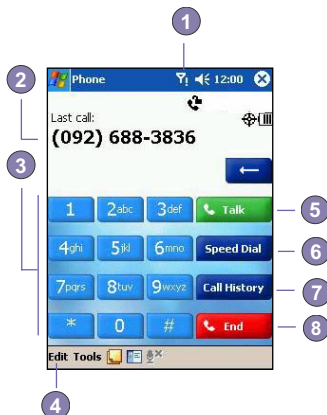 1
Phone 12:00
2
Last call:
(092) 688-3836
3
1 2abc 3def Talk 5
4ghi 5jkl 6mno Speed Dial 6
7pqrs 8tuv 9wxyz Call History 7
* 0 # End 8
Edit Tools
4